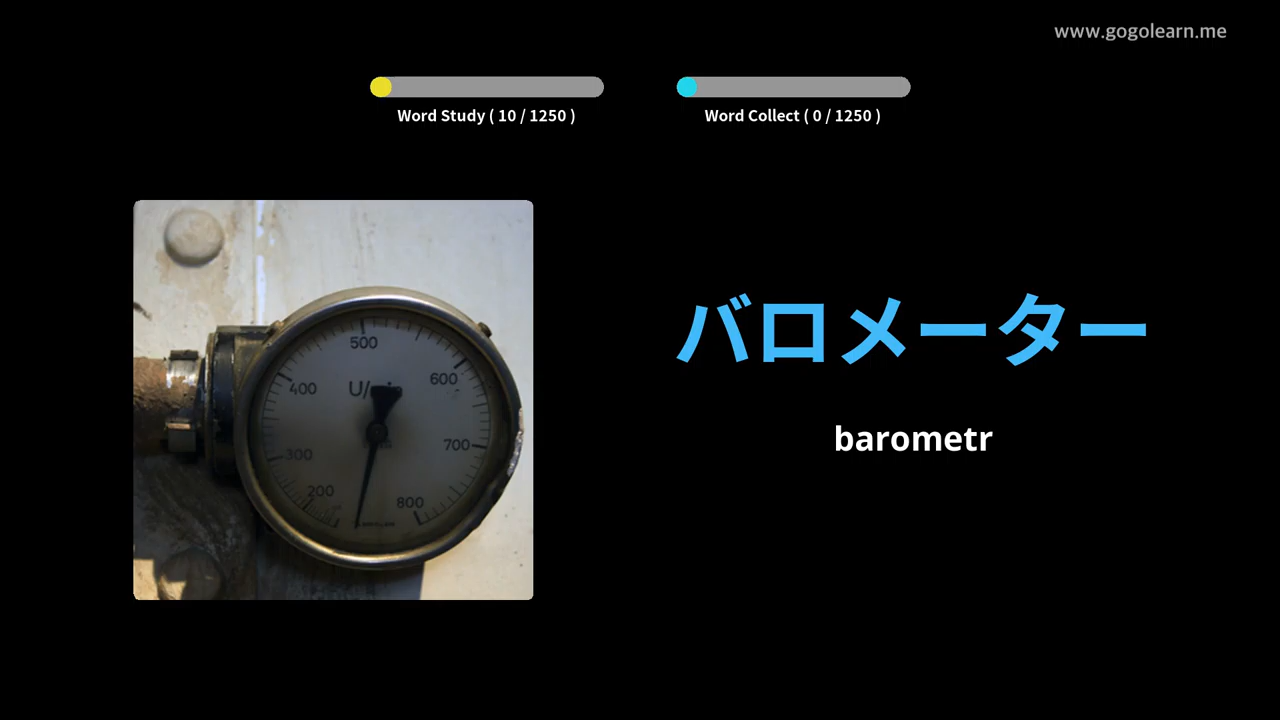 www.gogolearn.me
Word Study ( 10 / 1250 )
Word Collect ( 0 / 1250 )
バロメーター
barometr
500
400
600
U/
300
700
200
800